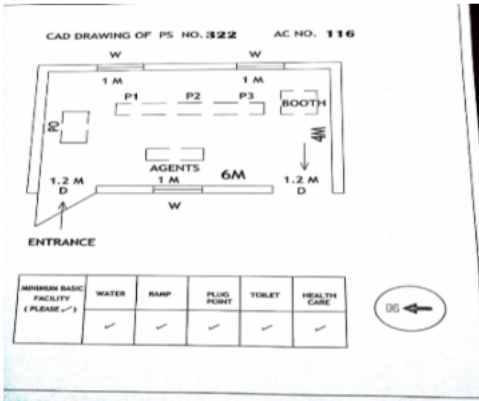 CAD DRAWING OF PS NO. 322 AC NO. 116
W W
1 M 1 M
P1 P2 P3
BOOTH
PO
4M
AGENTS
1.2 M 1 M 6M 1.2 M
D D
W
ENTRANCE
MINIMUM BASIC FACILITY (PLEASE ✓) WATER RAMP PLUG POINT TOILET HEALTH CARE
✓ ✓ ✓ ✓ ✓
N